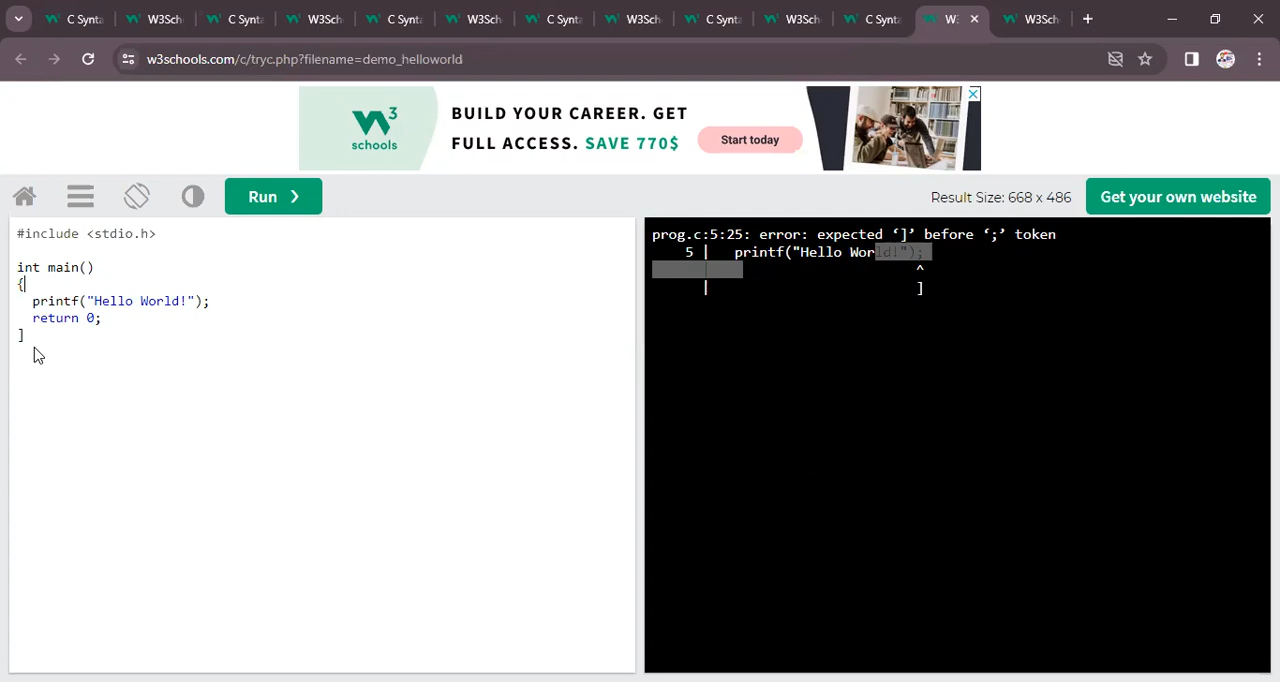 C Synta
W3Sch
C Synta
W3Sch
C Synta
W3Sch
C Synta
W3Sch
C Synta
W3Sch
C Synta
W3
W3Sch
w3schools.com/c/tryc.php?filename=demo_helloworld
W3
schools
BUILD YOUR CAREER. GET
FULL ACCESS. SAVE 770$
Start today
Run ❯
Result Size: 668 x 486
Get your own website
#include <stdio.h>
int main()
{
printf("Hello World!");
return 0;
]
prog.c:5:25: error: expected ‘]’ before ‘;’ token
5 | printf("Hello World!");
^
| ]